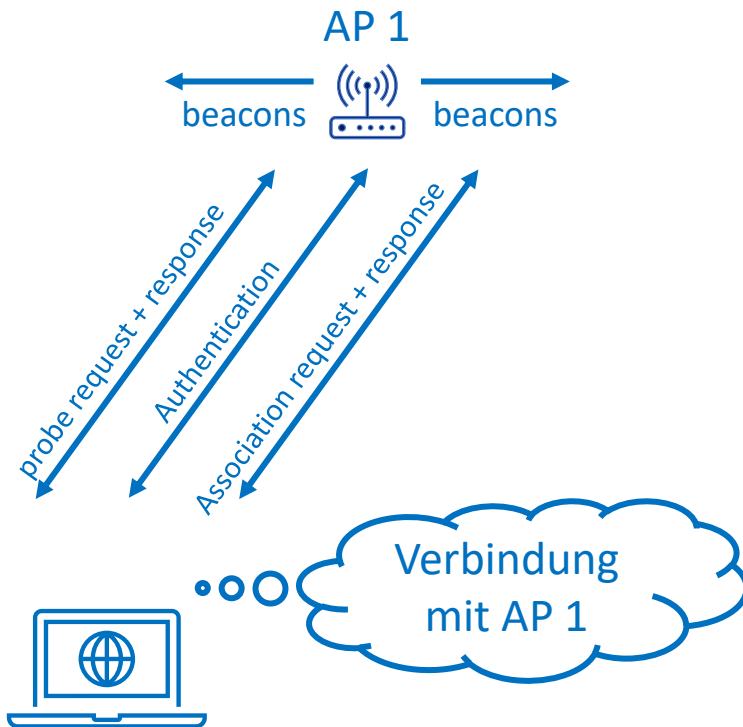 AP 1
beacons
beacons
probe request + response
Authentication
Association request + response
Verbindung
mit AP 1